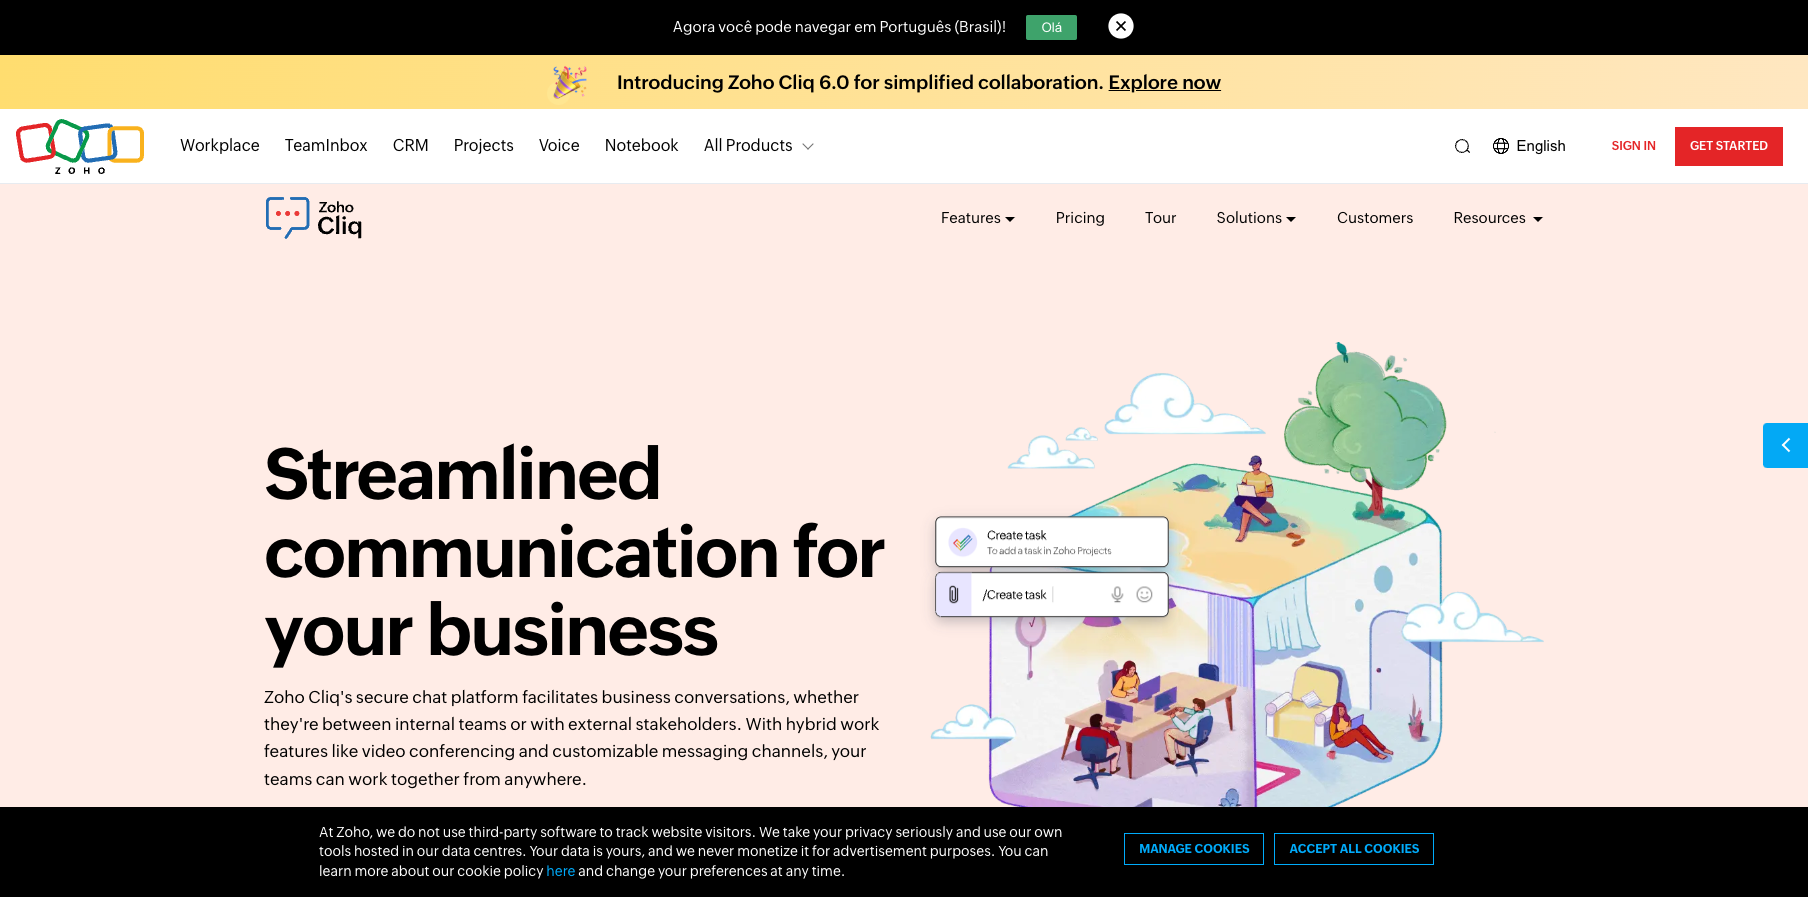 Agora você pode navegar em Português (Brasil)! Olá
Introducing Zoho Cliq 6.0 for simplified collaboration. Explore now
ZOHO
Workplace TeamInbox CRM Projects Voice Notebook All Products English SIGN IN GET STARTED
Zoho
Cliq
Features Pricing Tour Solutions Customers Resources
Streamlined
communication for
your business
Zoho Cliq's secure chat platform facilitates business conversations, whether
they're between internal teams or with external stakeholders. With hybrid work
features like video conferencing and customizable messaging channels, your
teams can work together from anywhere.
Create task
To add a task in Zoho Projects
/Create task
At Zoho, we do not use third-party software to track website visitors. We take your privacy seriously and use our own
tools hosted in our data centres. Your data is yours, and we never monetize it for advertisement purposes. You can
learn more about our cookie policy here and change your preferences at any time.
MANAGE COOKIES ACCEPT ALL COOKIES